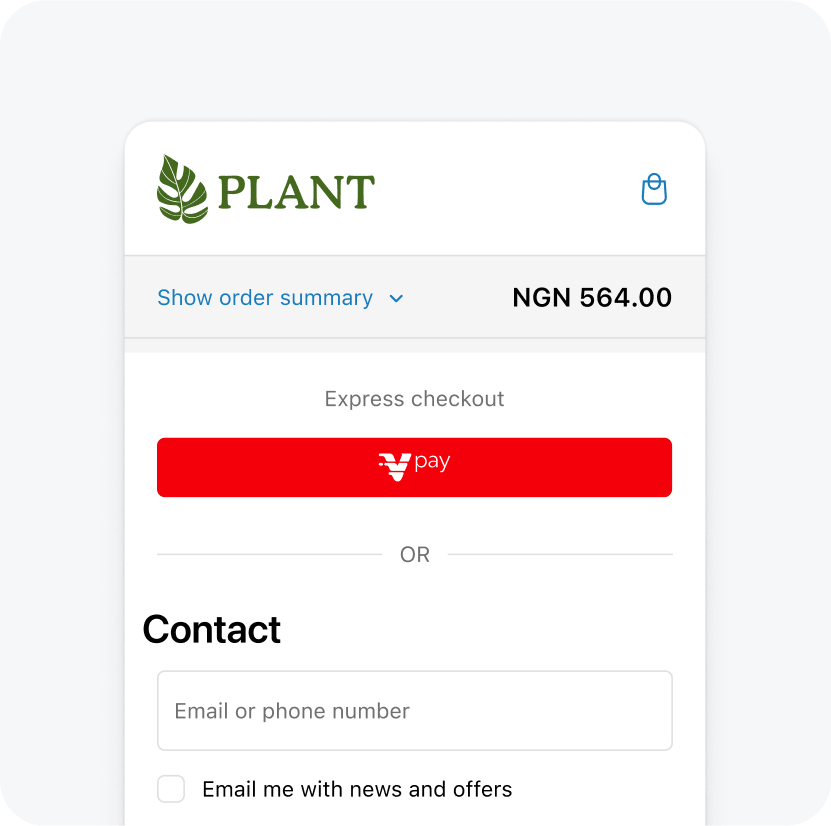 PLANT
Show order summary
NGN 564.00
Express checkout
pay
OR
Contact
Email or phone number
Email me with news and offers